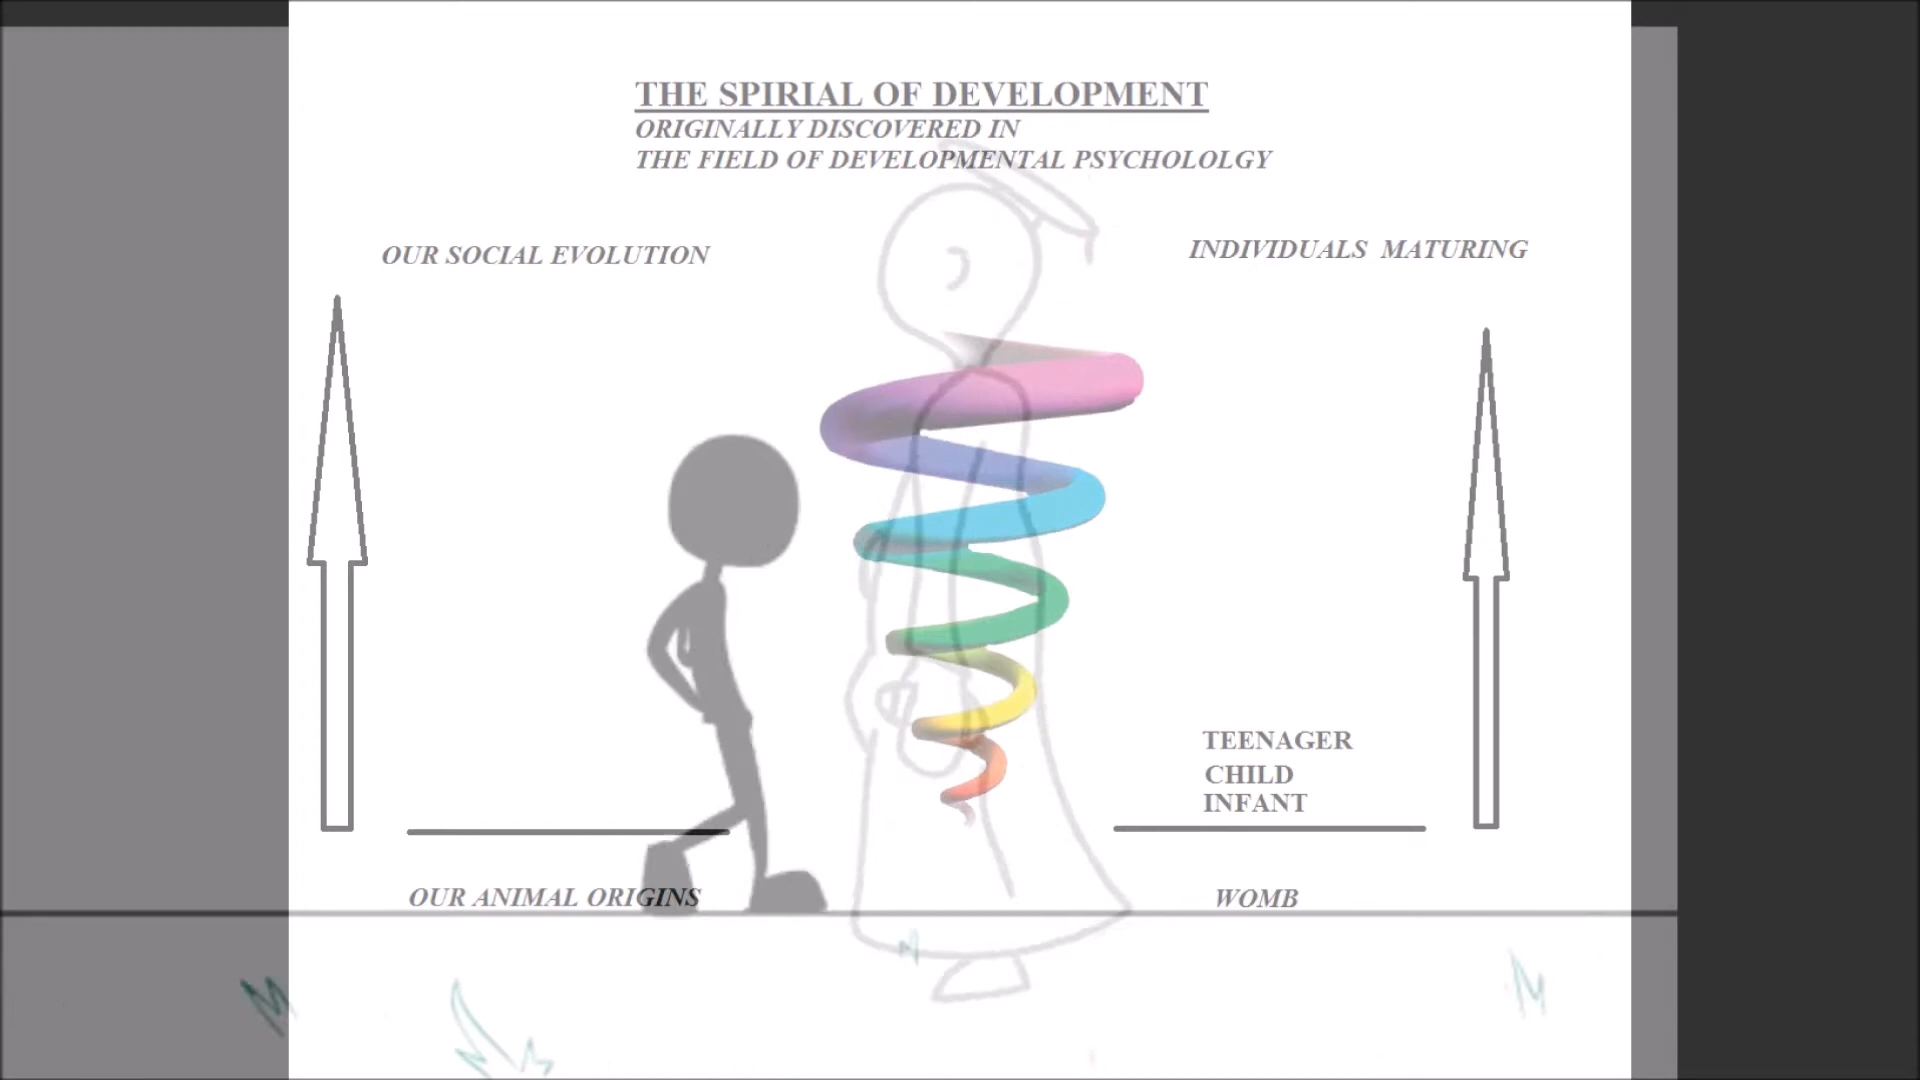 THE SPIRIAL OF DEVELOPMENT
ORIGINALLY DISCOVERED IN
THE FIELD OF DEVELOPMENTAL PSYCHOLOLGY
OUR SOCIAL EVOLUTION
INDIVIDUALS MATURING
TEENAGER
CHILD
INFANT
OUR ANIMAL ORIGINS
WOMB